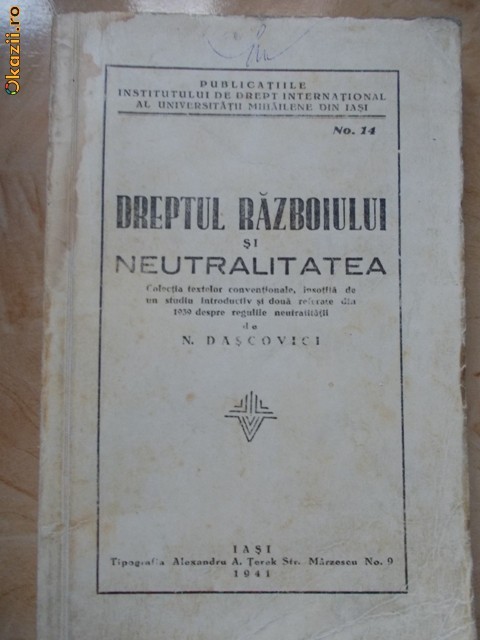 Okazii.ro
PUBLICAȚIILE
INSTITUTULUI DE DREPT INTERNAȚIONAL
AL UNIVERSITĂȚII MIHĂILENE DIN IAȘI
No. 14
DREPTUL RĂZBOIULUI
ȘI
NEUTRALITATEA
Colecția textelor convenționale, însoțită de
un studiu introductiv și două referate din
1939 despre regulile neutralității
de
N. DAȘCOVICI
IAȘI
Tipografia Alexandru A. Țerek Str. Mârzescu No. 9
1941